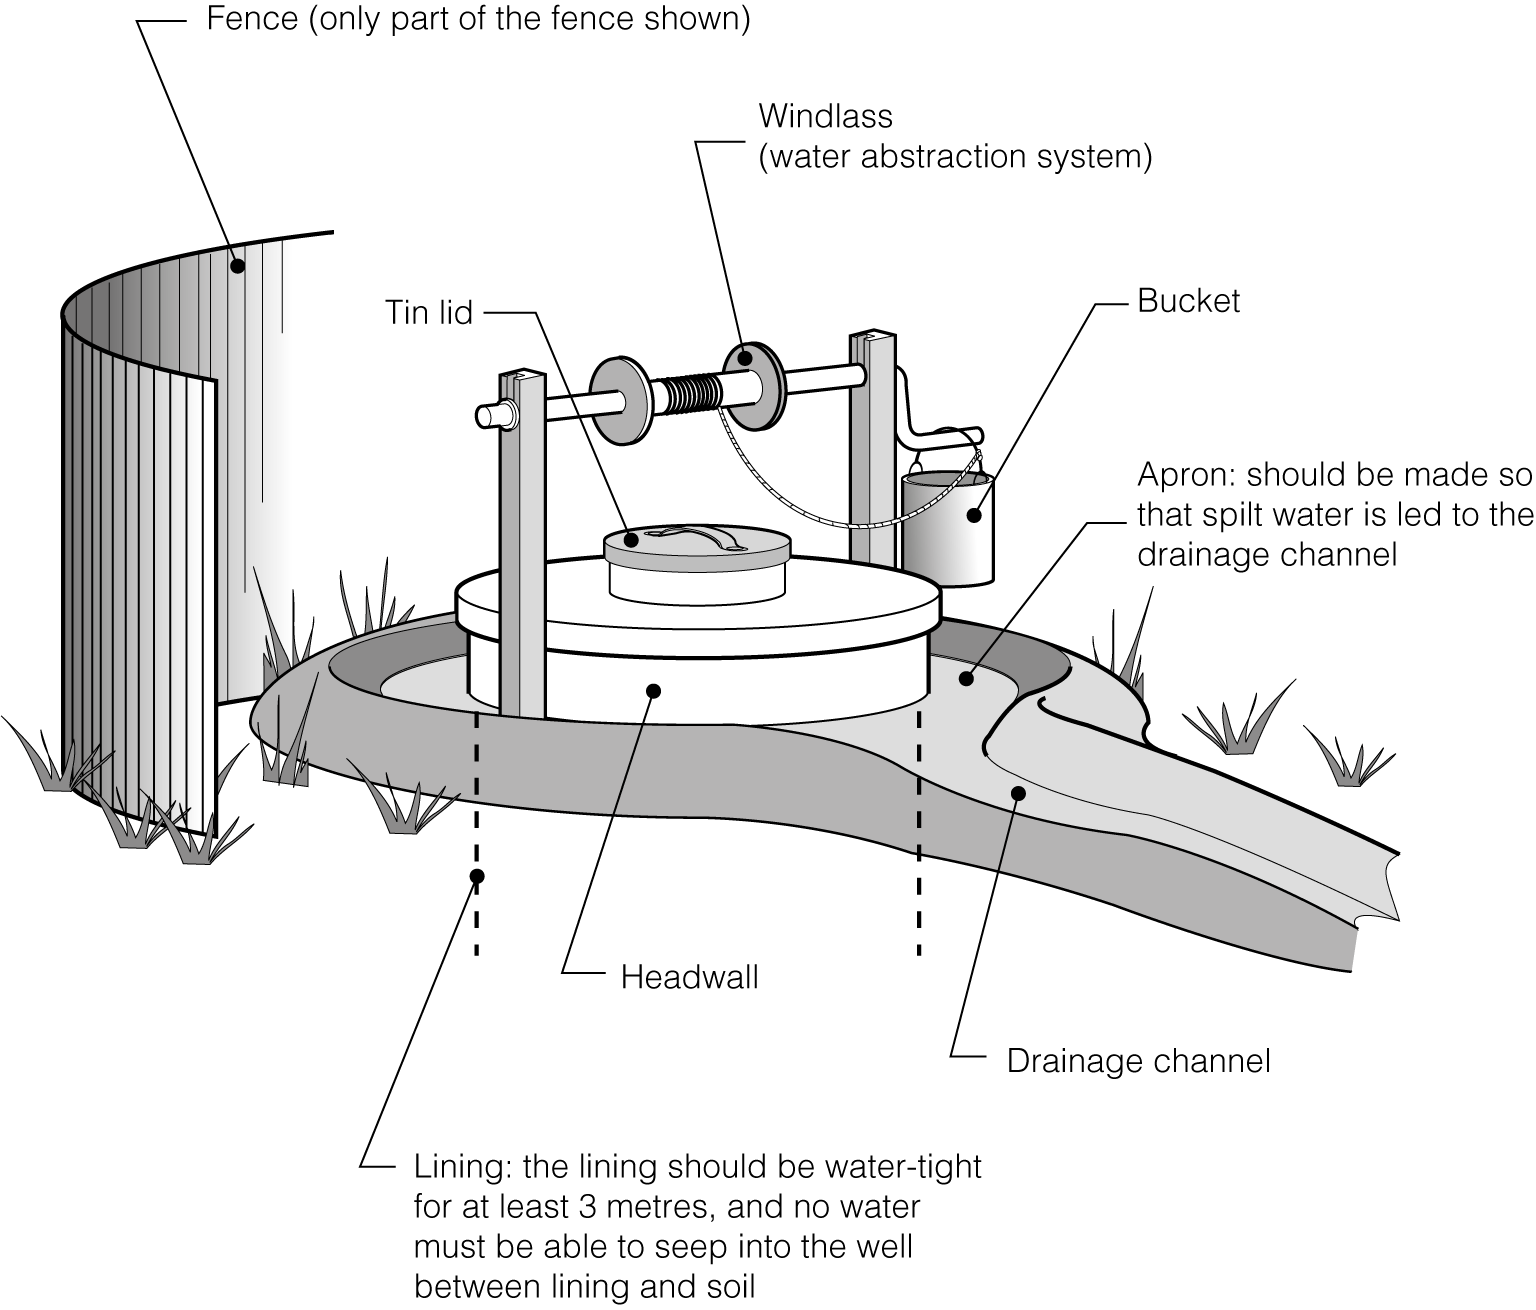 Fence (only part of the fence shown)
Windlass
(water abstraction system)
Tin lid
Bucket
Apron: should be made so
that spilt water is led to the
drainage channel
Headwall
Drainage channel
Lining: the lining should be water-tight
for at least 3 metres, and no water
must be able to seep into the well
between lining and soil